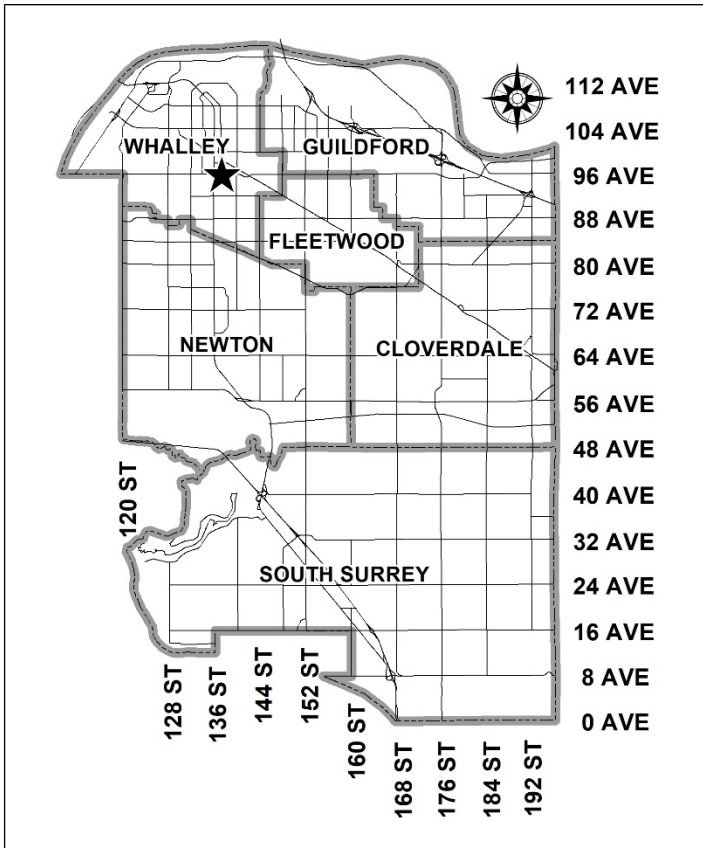 112 AVE
104 AVE
WHALLEY
GUILDFORD
96 AVE
88 AVE
FLEETWOOD
80 AVE
72 AVE
NEWTON
CLOVERDALE
64 AVE
56 AVE
48 AVE
120 ST
40 AVE
32 AVE
SOUTH SURREY
24 AVE
16 AVE
8 AVE
0 AVE
128 ST
136 ST
144 ST
152 ST
160 ST
168 ST
176 ST
184 ST
192 ST